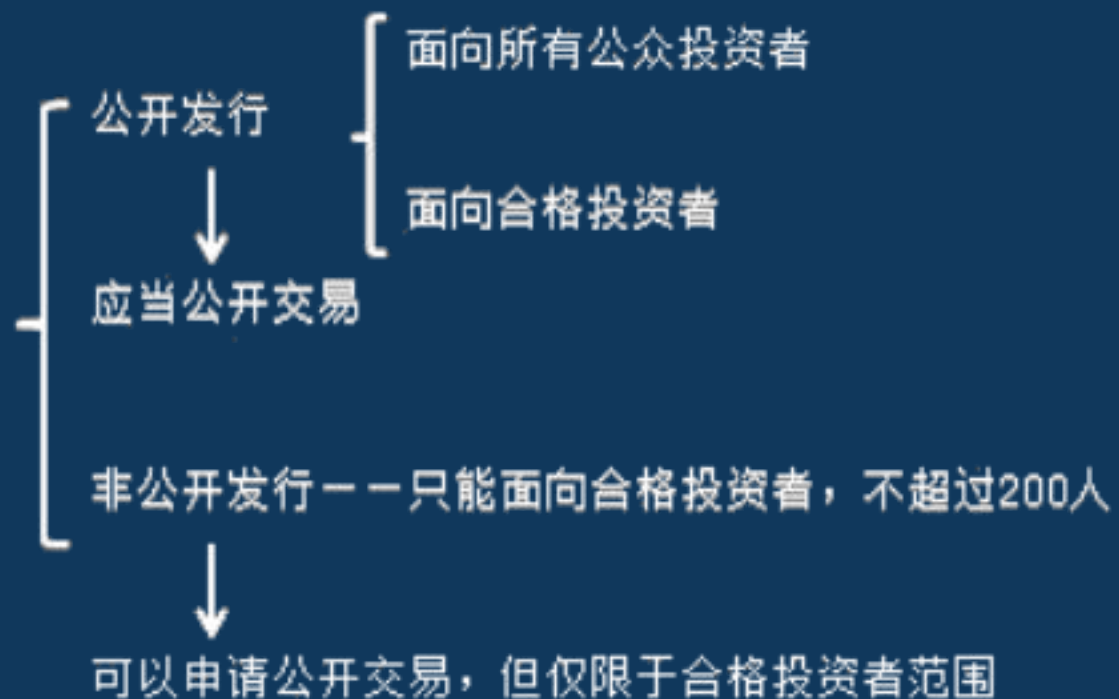 面向所有公众投资者
公开发行
面向合格投资者
应当公开交易
非公开发行——只能面向合格投资者，不超过200人
可以申请公开交易，但仅限于合格投资者范围